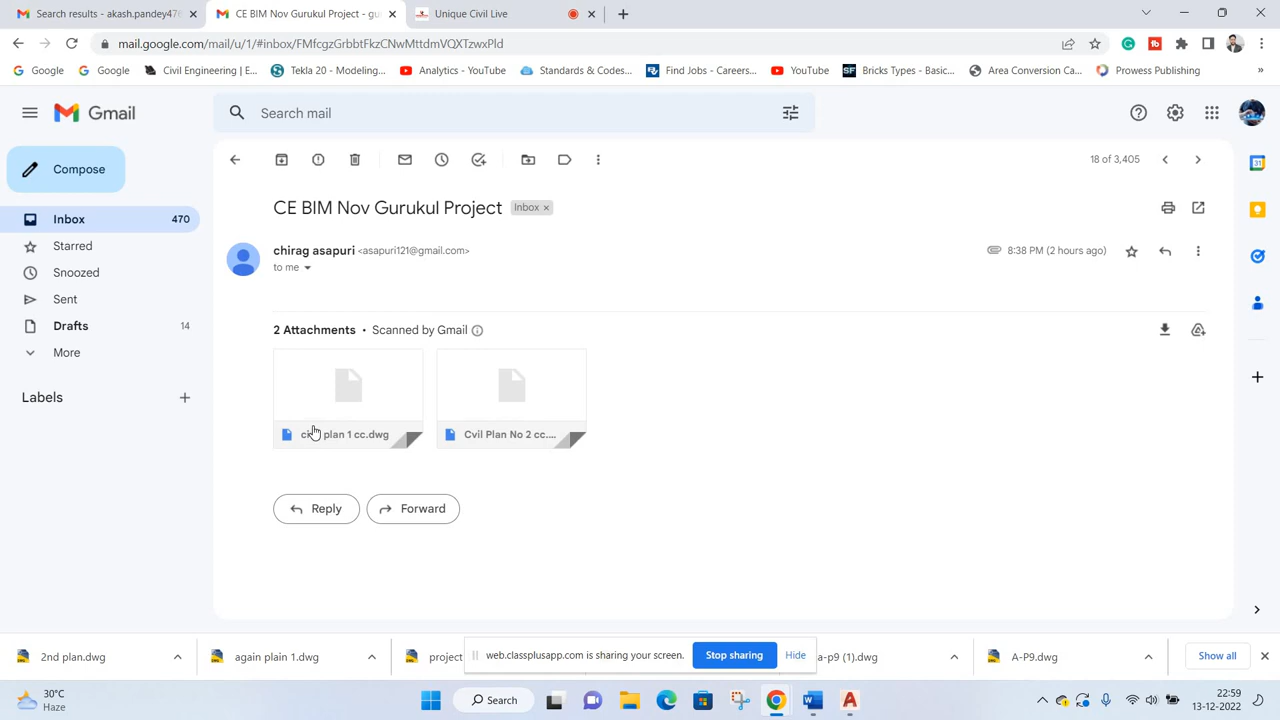 Search results - akash.pandey476
CE BIM Nov Gurukul Project - gu
Unique Civil Live
mail.google.com/mail/u/1/#inbox/FMfcgzGrbbtFkzCNwMttgmVQXTzwxPld
Google
Google
Civil Engineering | E...
Tekla 20 - Modeling...
Analytics - YouTube
Standards & Codes...
Find Jobs - Careers...
YouTube
Bricks Types - Basic...
Area Conversion Ca...
Prowess Publishing
»
Gmail
Search mail
Compose
18 of 3,405
Inbox 470
Starred
Snoozed
Sent
Drafts 14
More
Labels
CE BIM Nov Gurukul Project Inbox ×
chirag asapuri <asapuri121@gmail.com>
8:38 PM (2 hours ago)
to me
2 Attachments • Scanned by Gmail
plan 1 cc.dwg
Cvil Plan No 2 cc....
Reply
Forward
2nd plan.dwg
again plain 1.dwg
project
web.classplusapp.com is sharing your screen.
Stop sharing
Hide
a-p9 (1).dwg
A-P9.dwg
Show all
30°C
Haze
Search
22:59
13-12-2022